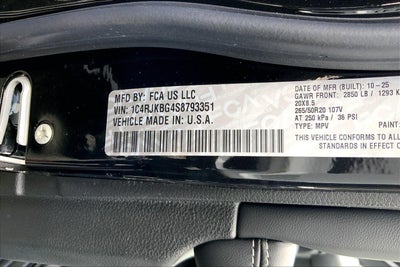 MFD BY: FCA US LLC
VIN: 1C4RJKBG4S8793351
VEHICLE MADE IN: U.S.A.
DATE OF MFR (BUILT): 10-25
GAWR FRONT: 2850 LB / 1293 K
20X8.5
265/50R20 107V
AT 250 kPa / 36 PSI
TYPE: MPV
PAINT:
THIS VEHICLE CONFORMS TO ALL
STANDARDS IN EFFECT O